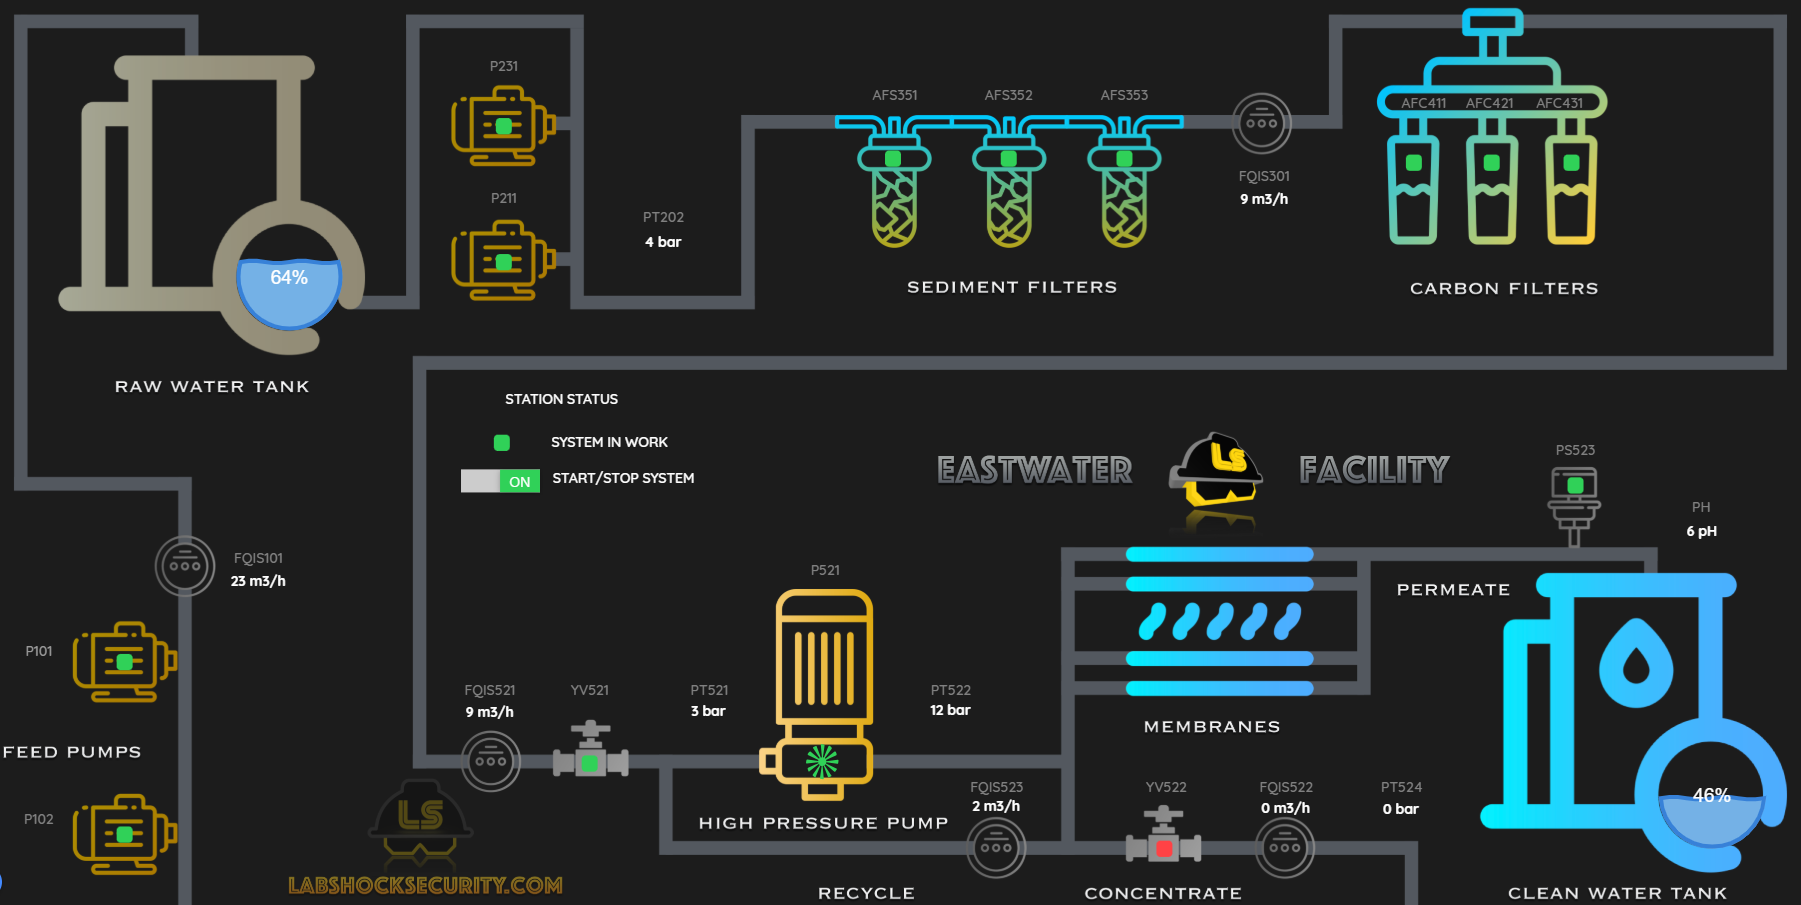 P231
AFS351 AFS352 AFS353
AFC411 AFC421 AFC431
FQIS301
9 m3/h
P211
PT202
4 bar
64%
SEDIMENT FILTERS
CARBON FILTERS
RAW WATER TANK
STATION STATUS
SYSTEM IN WORK
ON START/STOP SYSTEM
EASTWATER LS FACILITY
PS523
PH
6 pH
FQIS101
23 m3/h
P521
PERMEATE
P101
FQIS521
9 m3/h
YV521
PT521
3 bar
PT522
12 bar
MEMBRANES
FEED PUMPS
FQIS523
2 m3/h
YV522
FQIS522
0 m3/h
PT524
0 bar
46%
P102
LS
HIGH PRESSURE PUMP
LABSHOCKSECURITY.COM
RECYCLE
CONCENTRATE
CLEAN WATER TANK